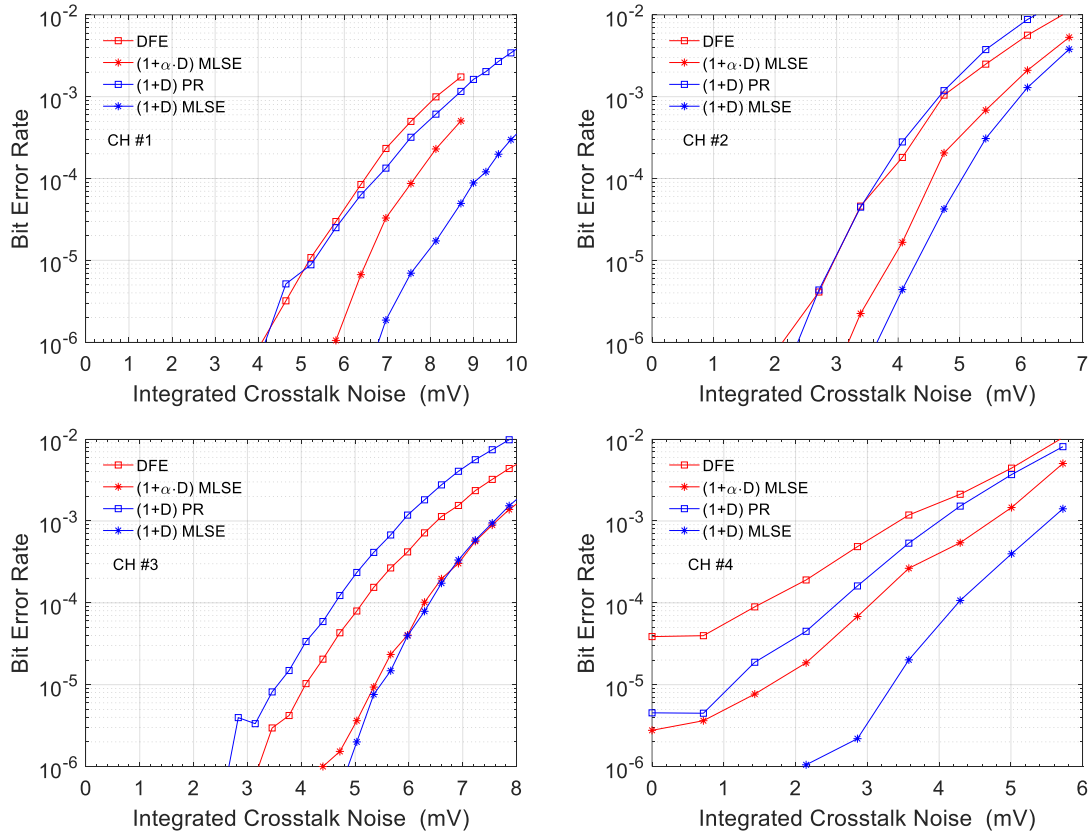 10-2
DFE
(1+α·D) MLSE
(1+D) PR
10-3
(1+D) MLSE
CH #1
10-4
10-5
10-6
Bit Error Rate
0 1 2 3 4 5 6 7 8 9 10
Integrated Crosstalk Noise (mV)
10-2
DFE
(1+α·D) MLSE
(1+D) PR
10-3
(1+D) MLSE
CH #2
10-4
10-5
10-6
Bit Error Rate
0 1 2 3 4 5 6 7
Integrated Crosstalk Noise (mV)
10-2
DFE
(1+α·D) MLSE
(1+D) PR
10-3
(1+D) MLSE
CH #3
10-4
10-5
10-6
Bit Error Rate
0 1 2 3 4 5 6 7 8
Integrated Crosstalk Noise (mV)
10-2
DFE
(1+α·D) MLSE
(1+D) PR
10-3
(1+D) MLSE
CH #4
10-4
10-5
10-6
Bit Error Rate
0 1 2 3 4 5 6
Integrated Crosstalk Noise (mV)